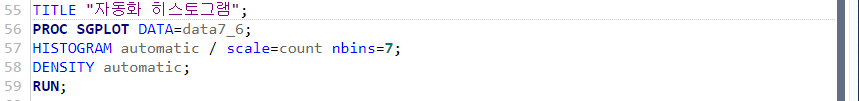 55 TITLE "자동화 히스토그램";
56 PROC SGPLOT DATA=data7_6;
57 HISTOGRAM automatic / scale=count nbins=7;
58 DENSITY automatic;
59 RUN;